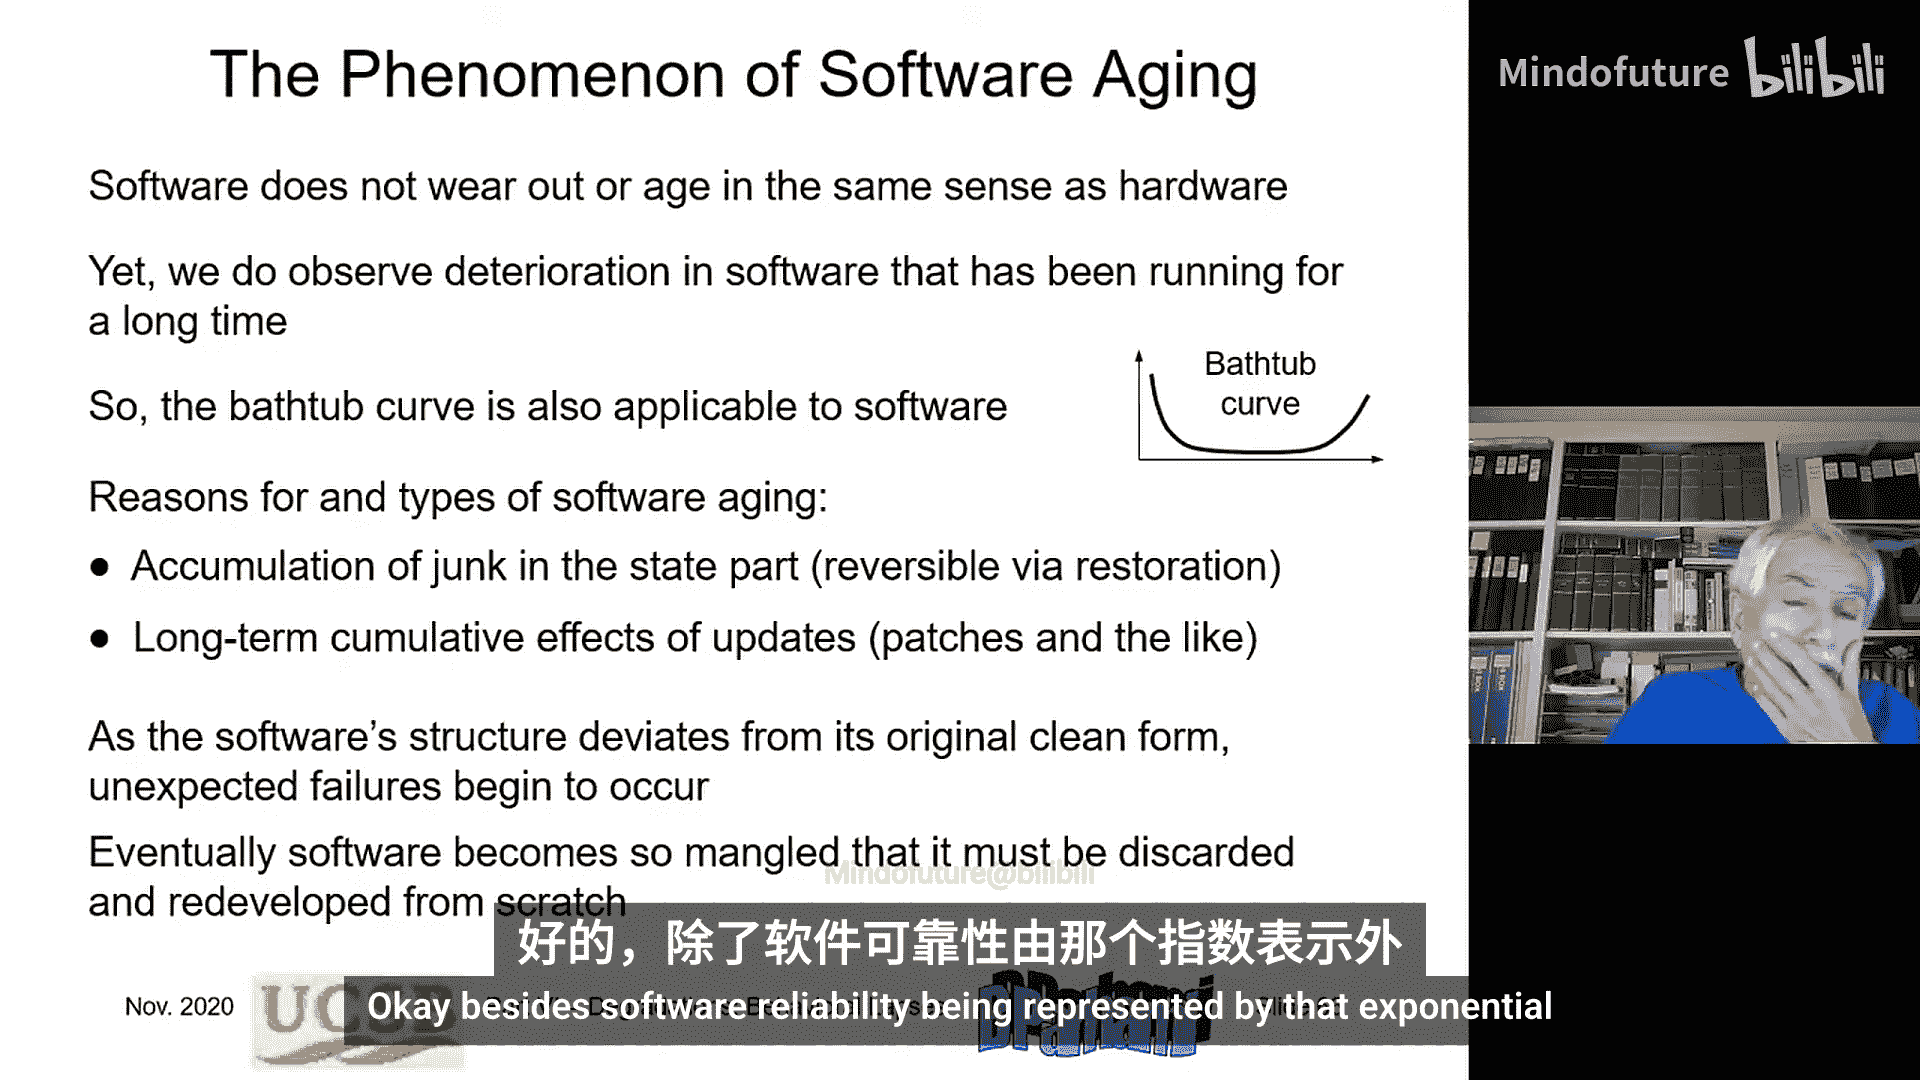 The Phenomenon of Software Aging
Mindofuture bilibili
Software does not wear out or age in the same sense as hardware
Yet, we do observe deterioration in software that has been running for
a long time
Bathtub
curve
So, the bathtub curve is also applicable to software
Reasons for and types of software aging:
● Accumulation of junk in the state part (reversible via restoration)
● Long-term cumulative effects of updates (patches and the like)
As the software’s structure deviates from its original clean form,
unexpected failures begin to occur
Eventually software becomes so mangled that it must be discarded
Mindofuture@bilibili
and redeveloped from scratch
好的，除了软件可靠性由那个指数表示外
Nov. 2020
UCSB
Okay besides software reliability being represented by that exponential